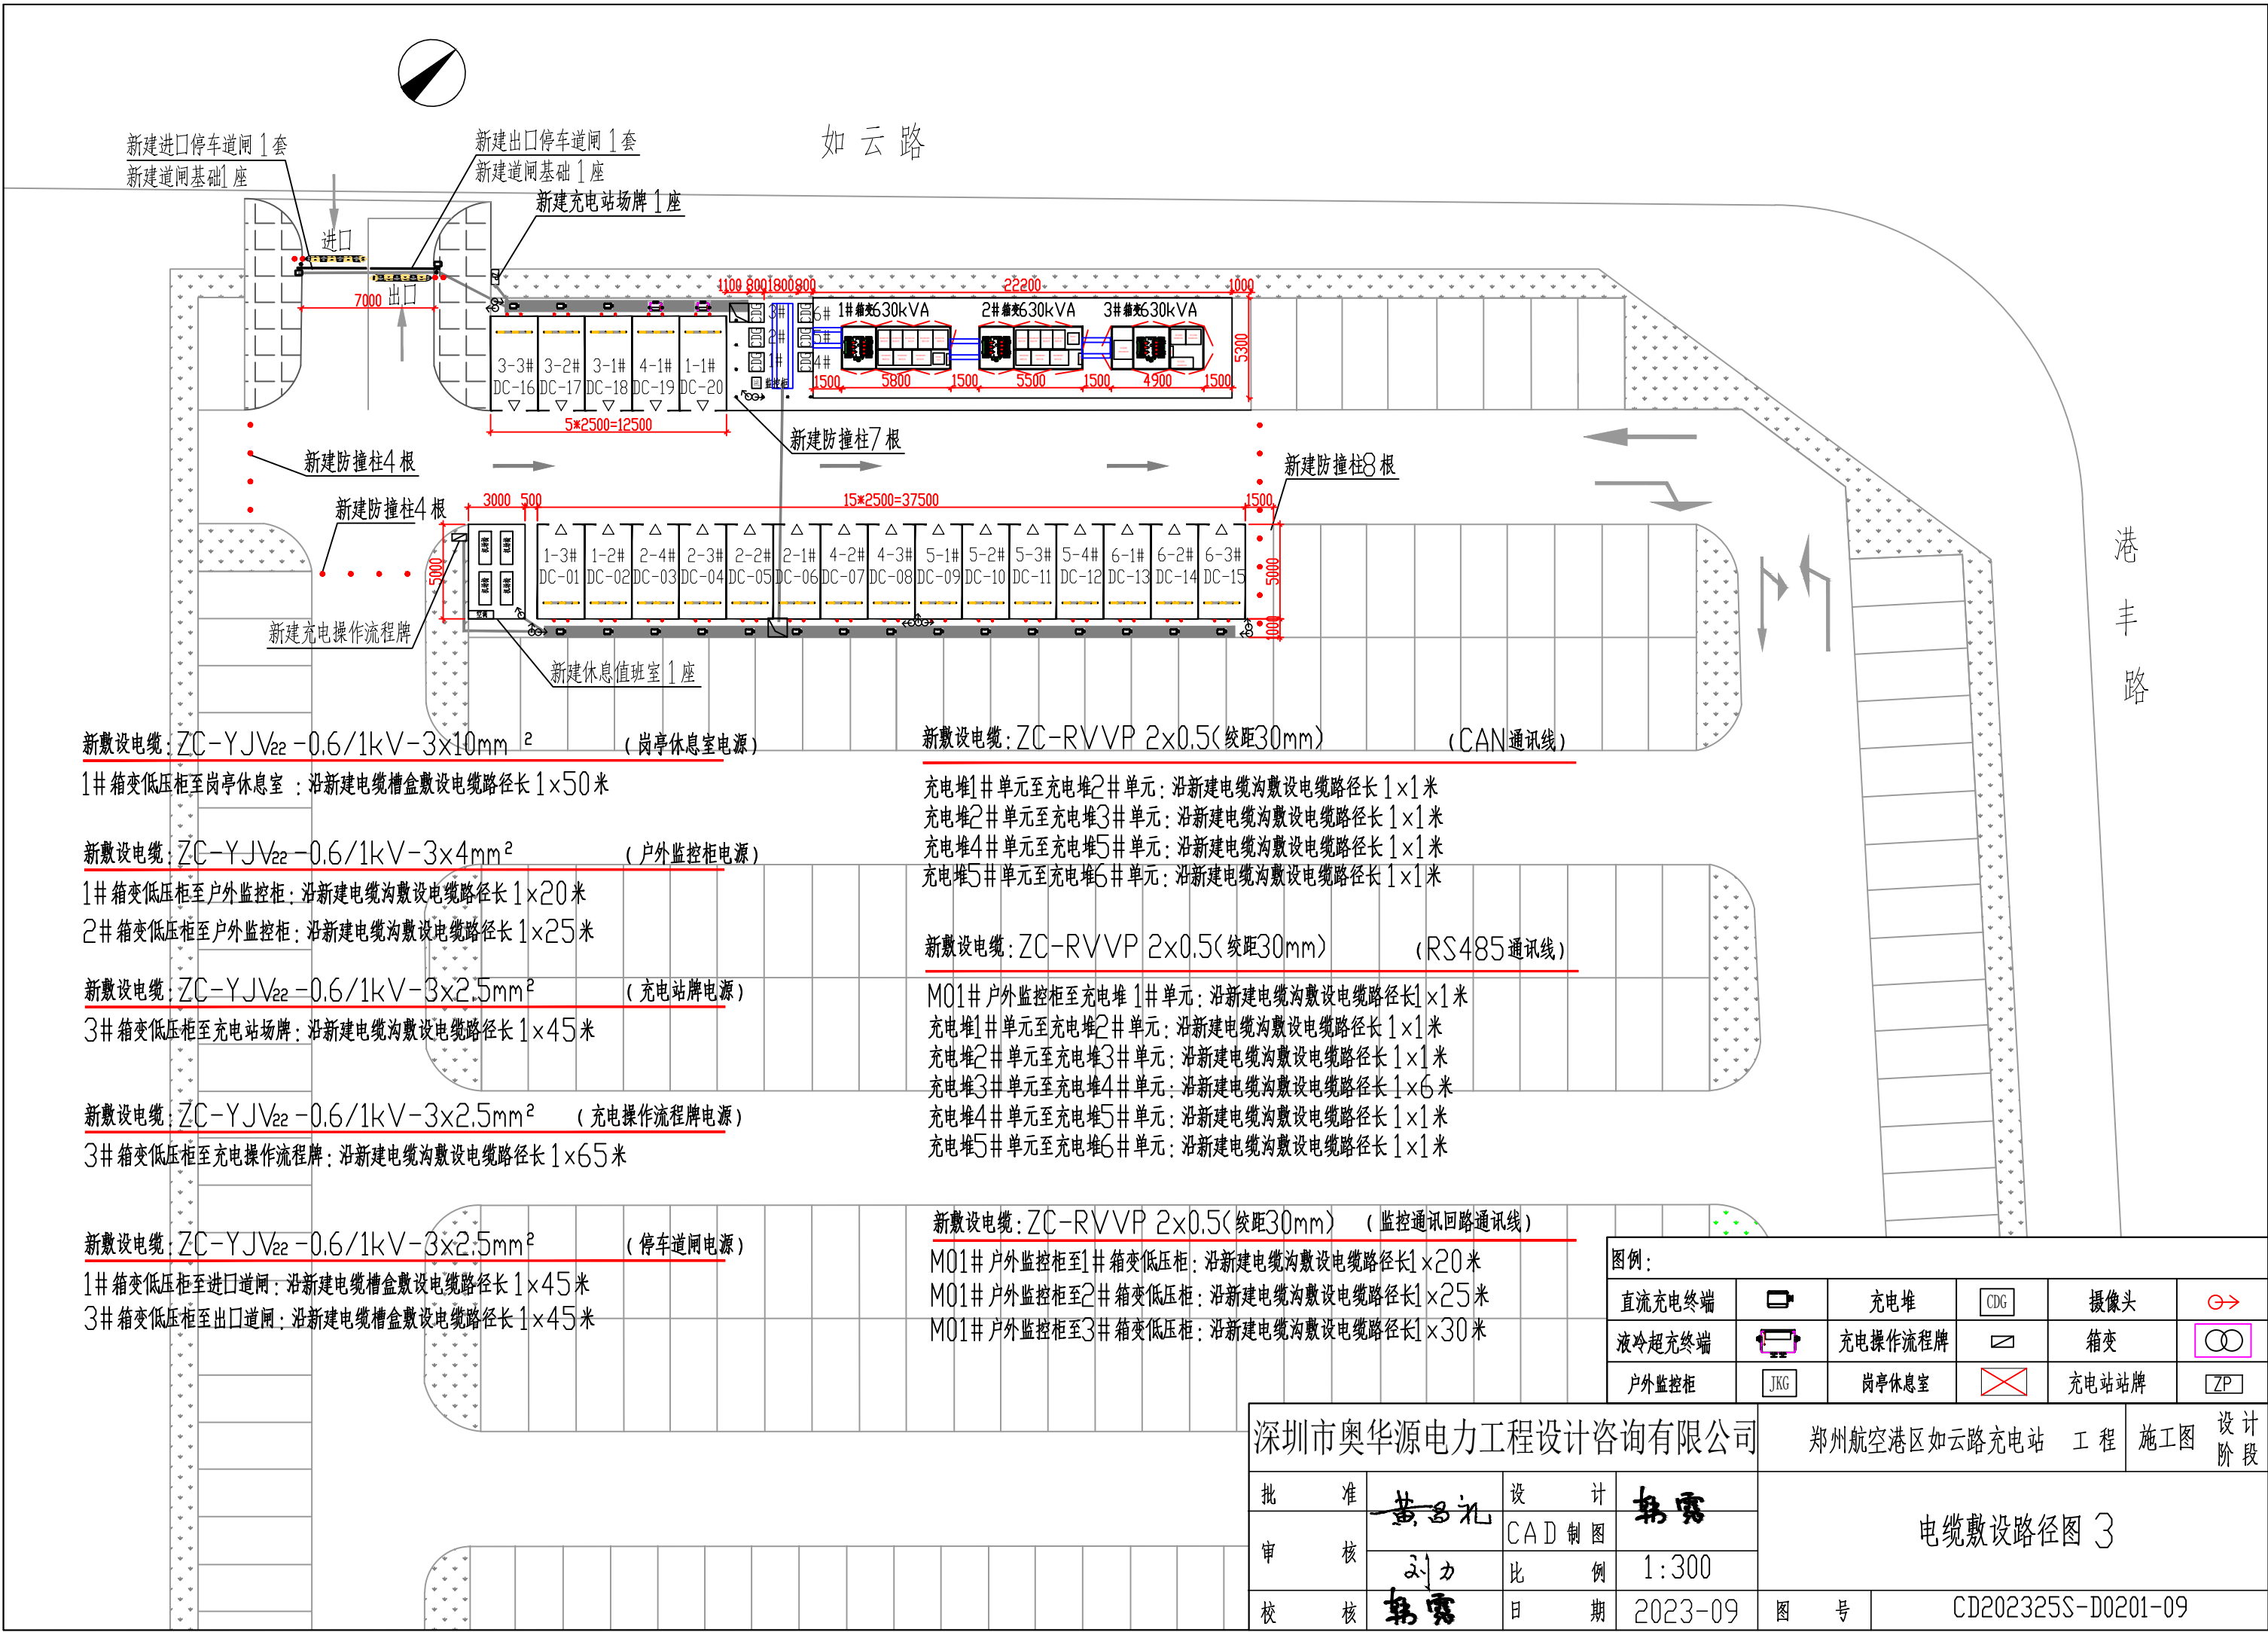 如云路
新建进口停车道闸1套
新建道闸基础1座
新建出口停车道闸1套
新建道闸基础1座
新建充电站场牌1座
进口
出口
7000
1100 800 1800 800 22200 1000
1#箱变630kVA 2#箱变630kVA 3#箱变630kVA
CDG 3# CDG 6#
CDG 2# CDG 5#
CDG 1# CDG 4#
监控柜
5300
1500 5800 1500 5500 1500 4900 1500
3-3# 3-2# 3-1# 4-1# 1-1#
DC-16 DC-17 DC-18 DC-19 DC-20
5*2500=12500
新建防撞柱7根
新建防撞柱4根
新建防撞柱8根
新建防撞柱4根
3000 500 15*2500=37500 1500
5000
1-3# 1-2# 2-4# 2-3# 2-2# 2-1# 4-2# 4-3# 5-1# 5-2# 5-3# 5-4# 6-1# 6-2# 6-3#
DC-01 DC-02 DC-03 DC-04 DC-05 DC-06 DC-07 DC-08 DC-09 DC-10 DC-11 DC-12 DC-13 DC-14 DC-15
5000
1000
新建充电操作流程牌
新建休息值班室1座
港丰路
新敷设电缆:ZC-YJV22-0.6/1kV-3x10mm² (岗亭休息室电源)
1#箱变低压柜至岗亭休息室 :沿新建电缆槽盒敷设电缆路径长1×50米
新敷设电缆:ZC-YJV22-0.6/1kV-3x4mm² (户外监控柜电源)
1#箱变低压柜至户外监控柜:沿新建电缆沟敷设电缆路径长1×20米
2#箱变低压柜至户外监控柜:沿新建电缆沟敷设电缆路径长1×25米
新敷设电缆:ZC-YJV22-0.6/1kV-3x2.5mm² (充电站牌电源)
3#箱变低压柜至充电站场牌:沿新建电缆沟敷设电缆路径长1×45米
新敷设电缆:ZC-YJV22-0.6/1kV-3x2.5mm² (充电操作流程牌电源)
3#箱变低压柜至充电操作流程牌:沿新建电缆沟敷设电缆路径长1×65米
新敷设电缆:ZC-YJV22-0.6/1kV-3x2.5mm² (停车道闸电源)
1#箱变低压柜至进口道闸:沿新建电缆槽盒敷设电缆路径长1×45米
3#箱变低压柜至出口道闸:沿新建电缆槽盒敷设电缆路径长1×45米
新敷设电缆:ZC-RVVP 2x0.5(绞距30mm) (CAN通讯线)
充电堆1#单元至充电堆2#单元:沿新建电缆沟敷设电缆路径长1×1米
充电堆2#单元至充电堆3#单元:沿新建电缆沟敷设电缆路径长1×1米
充电堆4#单元至充电堆5#单元:沿新建电缆沟敷设电缆路径长1×1米
充电堆5#单元至充电堆6#单元:沿新建电缆沟敷设电缆路径长1×1米
新敷设电缆:ZC-RVVP 2x0.5(绞距30mm) (RS485通讯线)
M01#户外监控柜至充电堆1#单元:沿新建电缆沟敷设电缆路径长1×1米
充电堆1#单元至充电堆2#单元:沿新建电缆沟敷设电缆路径长1×1米
充电堆2#单元至充电堆3#单元:沿新建电缆沟敷设电缆路径长1×1米
充电堆3#单元至充电堆4#单元:沿新建电缆沟敷设电缆路径长1×6米
充电堆4#单元至充电堆5#单元:沿新建电缆沟敷设电缆路径长1×1米
充电堆5#单元至充电堆6#单元:沿新建电缆沟敷设电缆路径长1×1米
新敷设电缆:ZC-RVVP 2x0.5(绞距30mm) (监控通讯回路通讯线)
M01#户外监控柜至1#箱变低压柜:沿新建电缆沟敷设电缆路径长1×20米
M01#户外监控柜至2#箱变低压柜:沿新建电缆沟敷设电缆路径长1×25米
M01#户外监控柜至3#箱变低压柜:沿新建电缆沟敷设电缆路径长1×30米
图例:
直流充电终端 充电堆 CDG 摄像头
液冷超充终端 充电操作流程牌 箱变
户外监控柜 JKG 岗亭休息室 充电站站牌 ZP
深圳市奥华源电力工程设计咨询有限公司 郑州航空港区如云路充电站 工程 施工图 设计阶段
批准 黄昌礼 设计 韩露
审核 刘力 CAD制图
比例 1:300
校核 韩露 日期 2023-09
电缆敷设路径图 3
图号 CD202325S-D0201-09